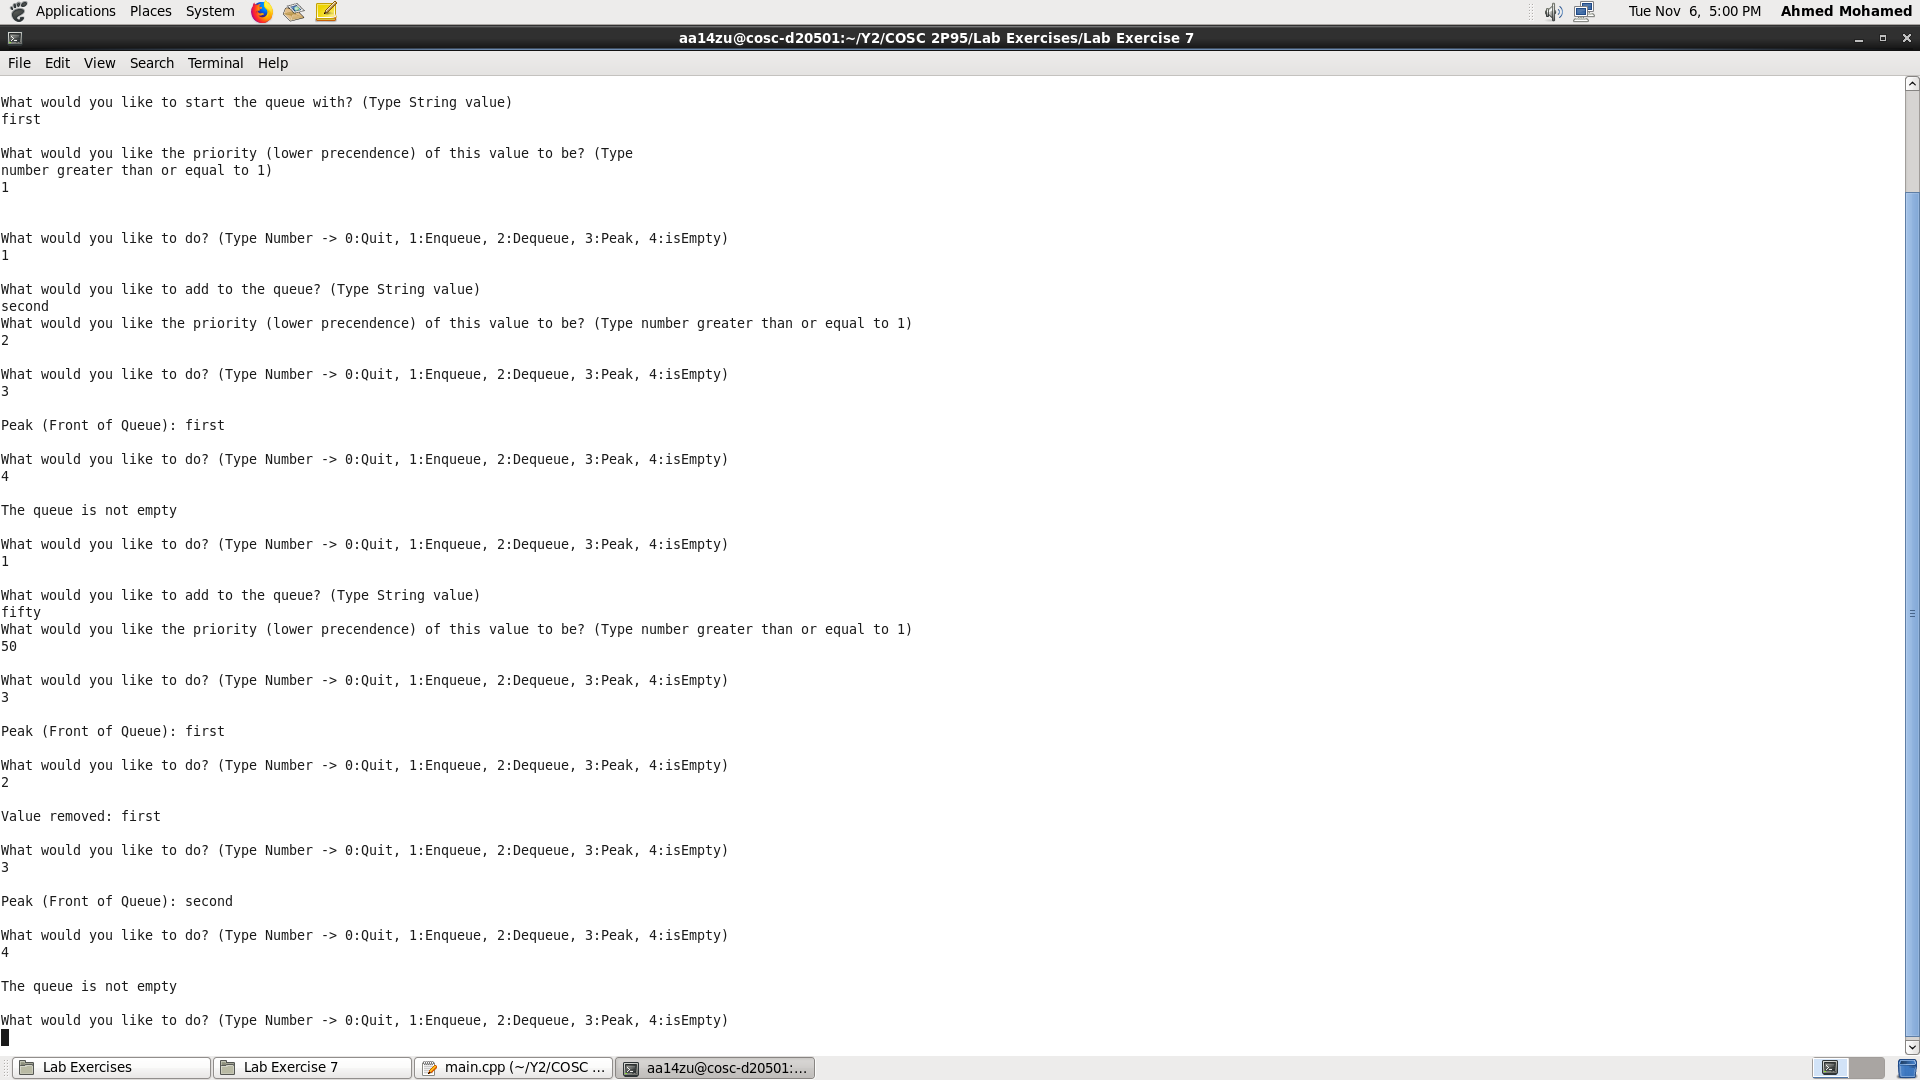 Applications Places System Tue Nov 6, 5:00 PM Ahmed Mohamed
aa14zu@cosc-d20501:~/Y2/COSC 2P95/Lab Exercises/Lab Exercise 7
File Edit View Search Terminal Help
What would you like to start the queue with? (Type String value)
first
What would you like the priority (lower precendence) of this value to be? (Type
number greater than or equal to 1)
1
What would you like to do? (Type Number -> 0:Quit, 1:Enqueue, 2:Dequeue, 3:Peak, 4:isEmpty)
1
What would you like to add to the queue? (Type String value)
second
What would you like the priority (lower precendence) of this value to be? (Type number greater than or equal to 1)
2
What would you like to do? (Type Number -> 0:Quit, 1:Enqueue, 2:Dequeue, 3:Peak, 4:isEmpty)
3
Peak (Front of Queue): first
What would you like to do? (Type Number -> 0:Quit, 1:Enqueue, 2:Dequeue, 3:Peak, 4:isEmpty)
4
The queue is not empty
What would you like to do? (Type Number -> 0:Quit, 1:Enqueue, 2:Dequeue, 3:Peak, 4:isEmpty)
1
What would you like to add to the queue? (Type String value)
fifty
What would you like the priority (lower precendence) of this value to be? (Type number greater than or equal to 1)
50
What would you like to do? (Type Number -> 0:Quit, 1:Enqueue, 2:Dequeue, 3:Peak, 4:isEmpty)
3
Peak (Front of Queue): first
What would you like to do? (Type Number -> 0:Quit, 1:Enqueue, 2:Dequeue, 3:Peak, 4:isEmpty)
2
Value removed: first
What would you like to do? (Type Number -> 0:Quit, 1:Enqueue, 2:Dequeue, 3:Peak, 4:isEmpty)
3
Peak (Front of Queue): second
What would you like to do? (Type Number -> 0:Quit, 1:Enqueue, 2:Dequeue, 3:Peak, 4:isEmpty)
4
The queue is not empty
What would you like to do? (Type Number -> 0:Quit, 1:Enqueue, 2:Dequeue, 3:Peak, 4:isEmpty)
Lab Exercises Lab Exercise 7 main.cpp (~/Y2/COSC ... aa14zu@cosc-d20501:...